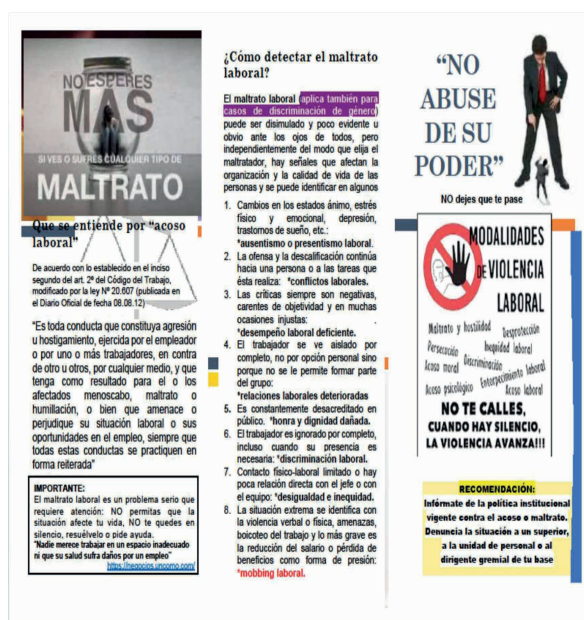 NO ESPERES
MAS
SI VES O SUFRES CUALQUIER TIPO DE
MALTRATO
Que se entiende por “acoso
laboral”
De acuerdo con lo establecido en el inciso
segundo del art. 2º del Código del Trabajo,
modificado por la ley Nº 20.607 (publicada en
el Diario Oficial de fecha 08.08.12)
“Es toda conducta que constituya agresión
u hostigamiento, ejercida por el empleador
o por uno o más trabajadores, en contra
de otro u otros, por cualquier medio, y que
tenga como resultado para el o los
afectados menoscabo, maltrato o
humillación, o bien que amenace o
perjudique su situación laboral o sus
oportunidades en el empleo, siempre que
todas estas conductas se practiquen en
forma reiterada”
IMPORTANTE:
El maltrato laboral es un problema serio que
requiere atención: NO permitas que la
situación afecte tu vida, NO te quedes en
silencio, resuélvelo o pide ayuda.
“Nadie merece trabajar en un espacio inadecuado
ni que su salud sufra daños por un empleo”
¿Cómo detectar el maltrato
laboral?
El maltrato laboral (aplica también para
casos de discriminación de género)
puede ser disimulado y poco evidente u
obvio ante los ojos de todos, pero
independientemente del modo que elija el
maltratador, hay señales que afectan la
organización y la calidad de vida de las
personas y se puede identificar en algunos
1. Cambios en los estados ánimo, estrés
físico y emocional, depresión,
trastornos de sueño, etc.:
*ausentismo o presentismo laboral.
2. La ofensa y la descalificación continúa
hacia una persona o a las tareas que
ésta realiza: *conflictos laborales.
3. Las críticas siempre son negativas,
carentes de objetividad y en muchas
ocasiones injustas:
*desempeño laboral deficiente.
4. El trabajador se ve aislado por
completo, no por opción personal sino
porque no se le permite formar parte
del grupo:
*relaciones laborales deterioradas
5. Es constantemente desacreditado en
público. *honra y dignidad dañada.
6. El trabajador es ignorado por completo,
incluso cuando su presencia es
necesaria: *discriminación laboral.
7. Contacto físico-laboral limitado o hay
poca relación directa con el jefe o con
el equipo: *desigualdad e inequidad.
8. La situación extrema se identifica con
la violencia verbal o física, amenazas,
boicoteo del trabajo y lo más grave es
la reducción del salario o pérdida de
beneficios como forma de presión:
*mobbing laboral.
“NO
ABUSE
DE SU
PODER”
NO dejes que te pase
MODALIDADES
DE VIOLENCIA
LABORAL
Maltrato y hostilidad
Desprotección
Persecución
Inequidad laboral
Acoso moral
Discriminación
Acoso psicológico
Entorpecimiento laboral
Acoso laboral
NO TE CALLES,
CUANDO HAY SILENCIO,
LA VIOLENCIA AVANZA!!!
RECOMENDACIÓN:
Infórmate de la política institucional
vigente contra el acoso o maltrato.
Denuncia la situación a un superior,
a la unidad de personal o al
dirigente gremial de tu base